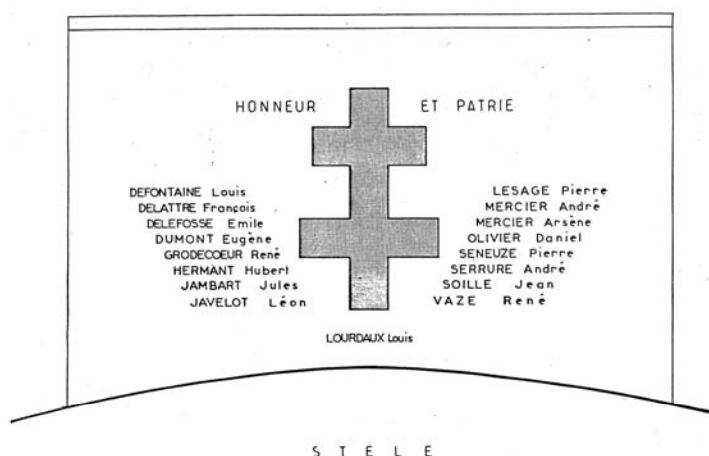 HONNEUR ET PATRIE
DEFONTAINE Louis
DELATTRE François
DELEFOSSE Emile
DUMONT Eugène
GRODECOEUR René
HERMANT Hubert
JAMBART Jules
JAVELOT Léon
LESAGE Pierre
MERCIER André
MERCIER Arsène
OLIVIER Daniel
SENEUZE Pierre
SERRURE André
SOILLE Jean
VAZE René
LOURDAUX Louis
STELE